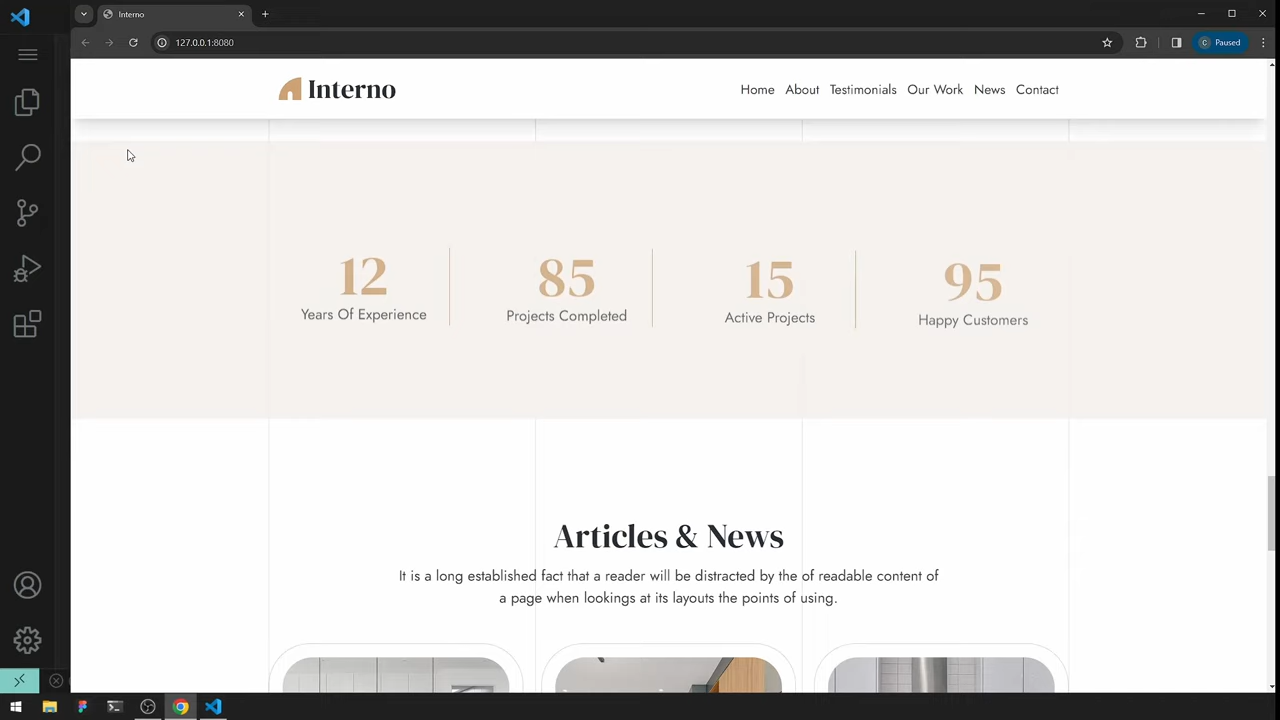 Interno
127.0.0.1:8080
Paused
Interno
Home About Testimonials Our Work News Contact
12
85
15
95
Years Of Experience
Projects Completed
Active Projects
Happy Customers
Articles & News
It is a long established fact that a reader will be distracted by the of readable content of
a page when lookings at its layouts the points of using.